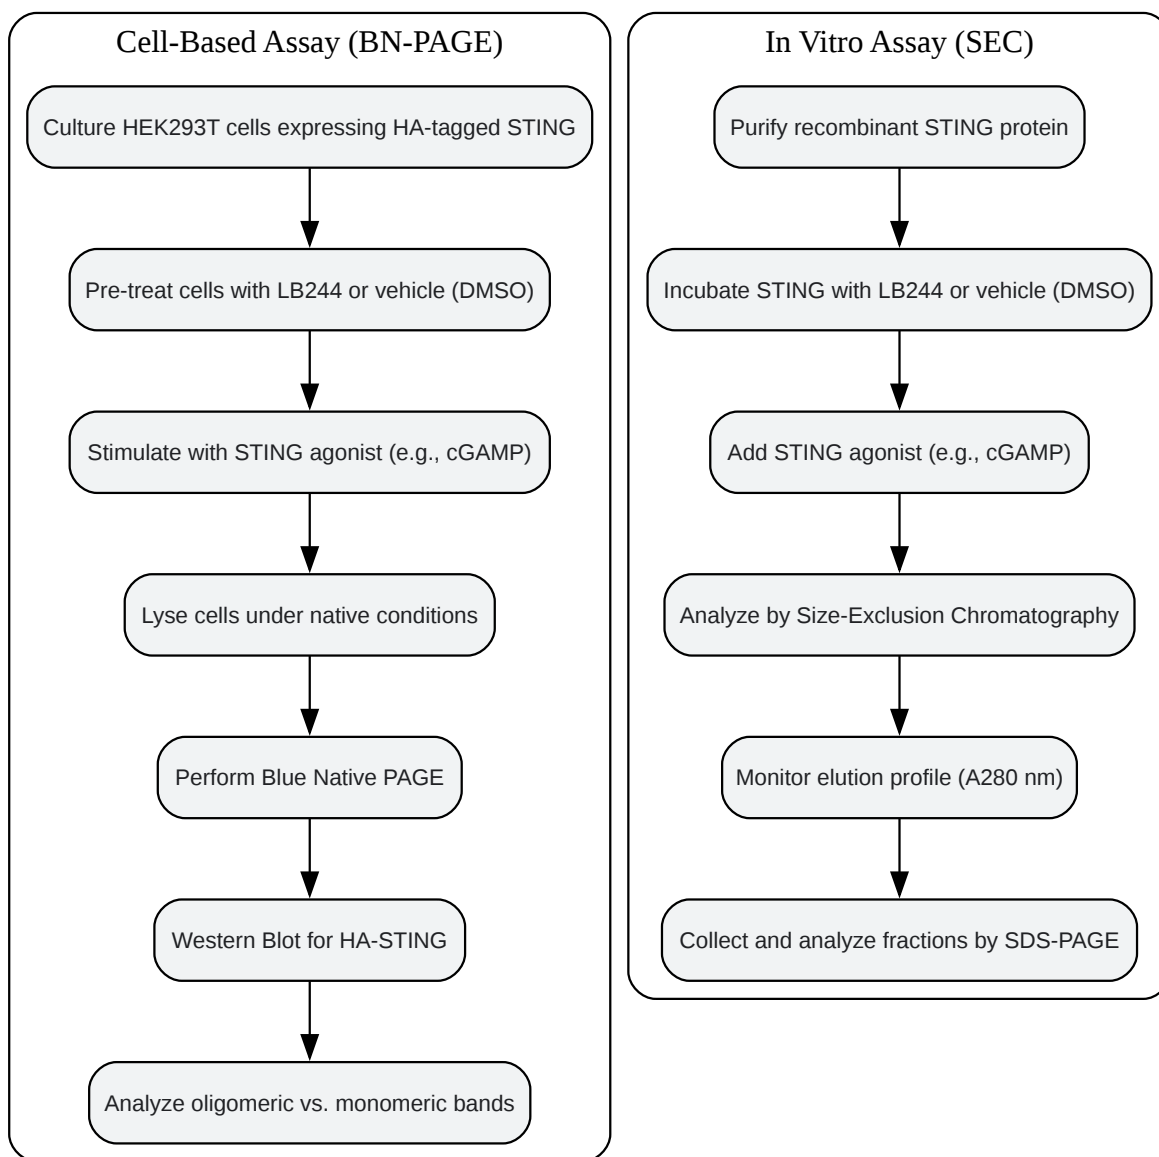 Cell-Based Assay (BN-PAGE)
Culture HEK293T cells expressing HA-tagged STING
Pre-treat cells with LB244 or vehicle (DMSO)
Stimulate with STING agonist (e.g., cGAMP)
Lyse cells under native conditions
Perform Blue Native PAGE
Western Blot for HA-STING
Analyze oligomeric vs. monomeric bands
In Vitro Assay (SEC)
Purify recombinant STING protein
Incubate STING with LB244 or vehicle (DMSO)
Add STING agonist (e.g., cGAMP)
Analyze by Size-Exclusion Chromatography
Monitor elution profile (A280 nm)
Collect and analyze fractions by SDS-PAGE